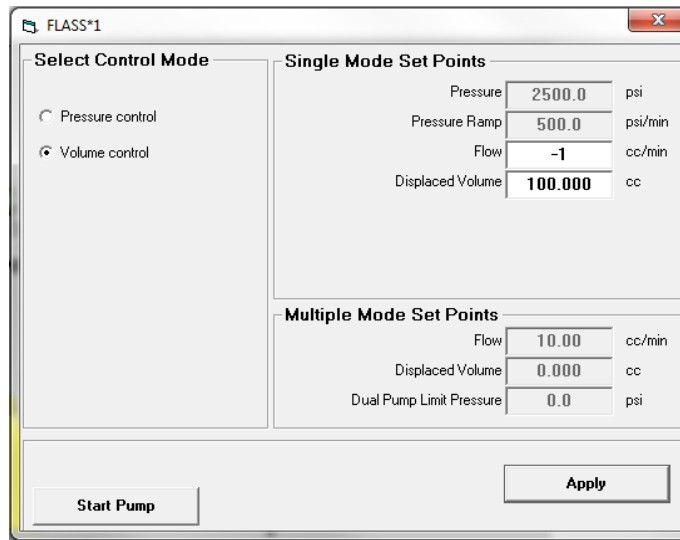 FLASS*1
Select Control Mode
Pressure control
Volume control
Single Mode Set Points
Pressure 2500.0 psi
Pressure Ramp 500.0 psi/min
Flow -1 cc/min
Displaced Volume 100.000 cc
Multiple Mode Set Points
Flow 10.00 cc/min
Displaced Volume 0.000 cc
Dual Pump Limit Pressure 0.0 psi
Start Pump
Apply